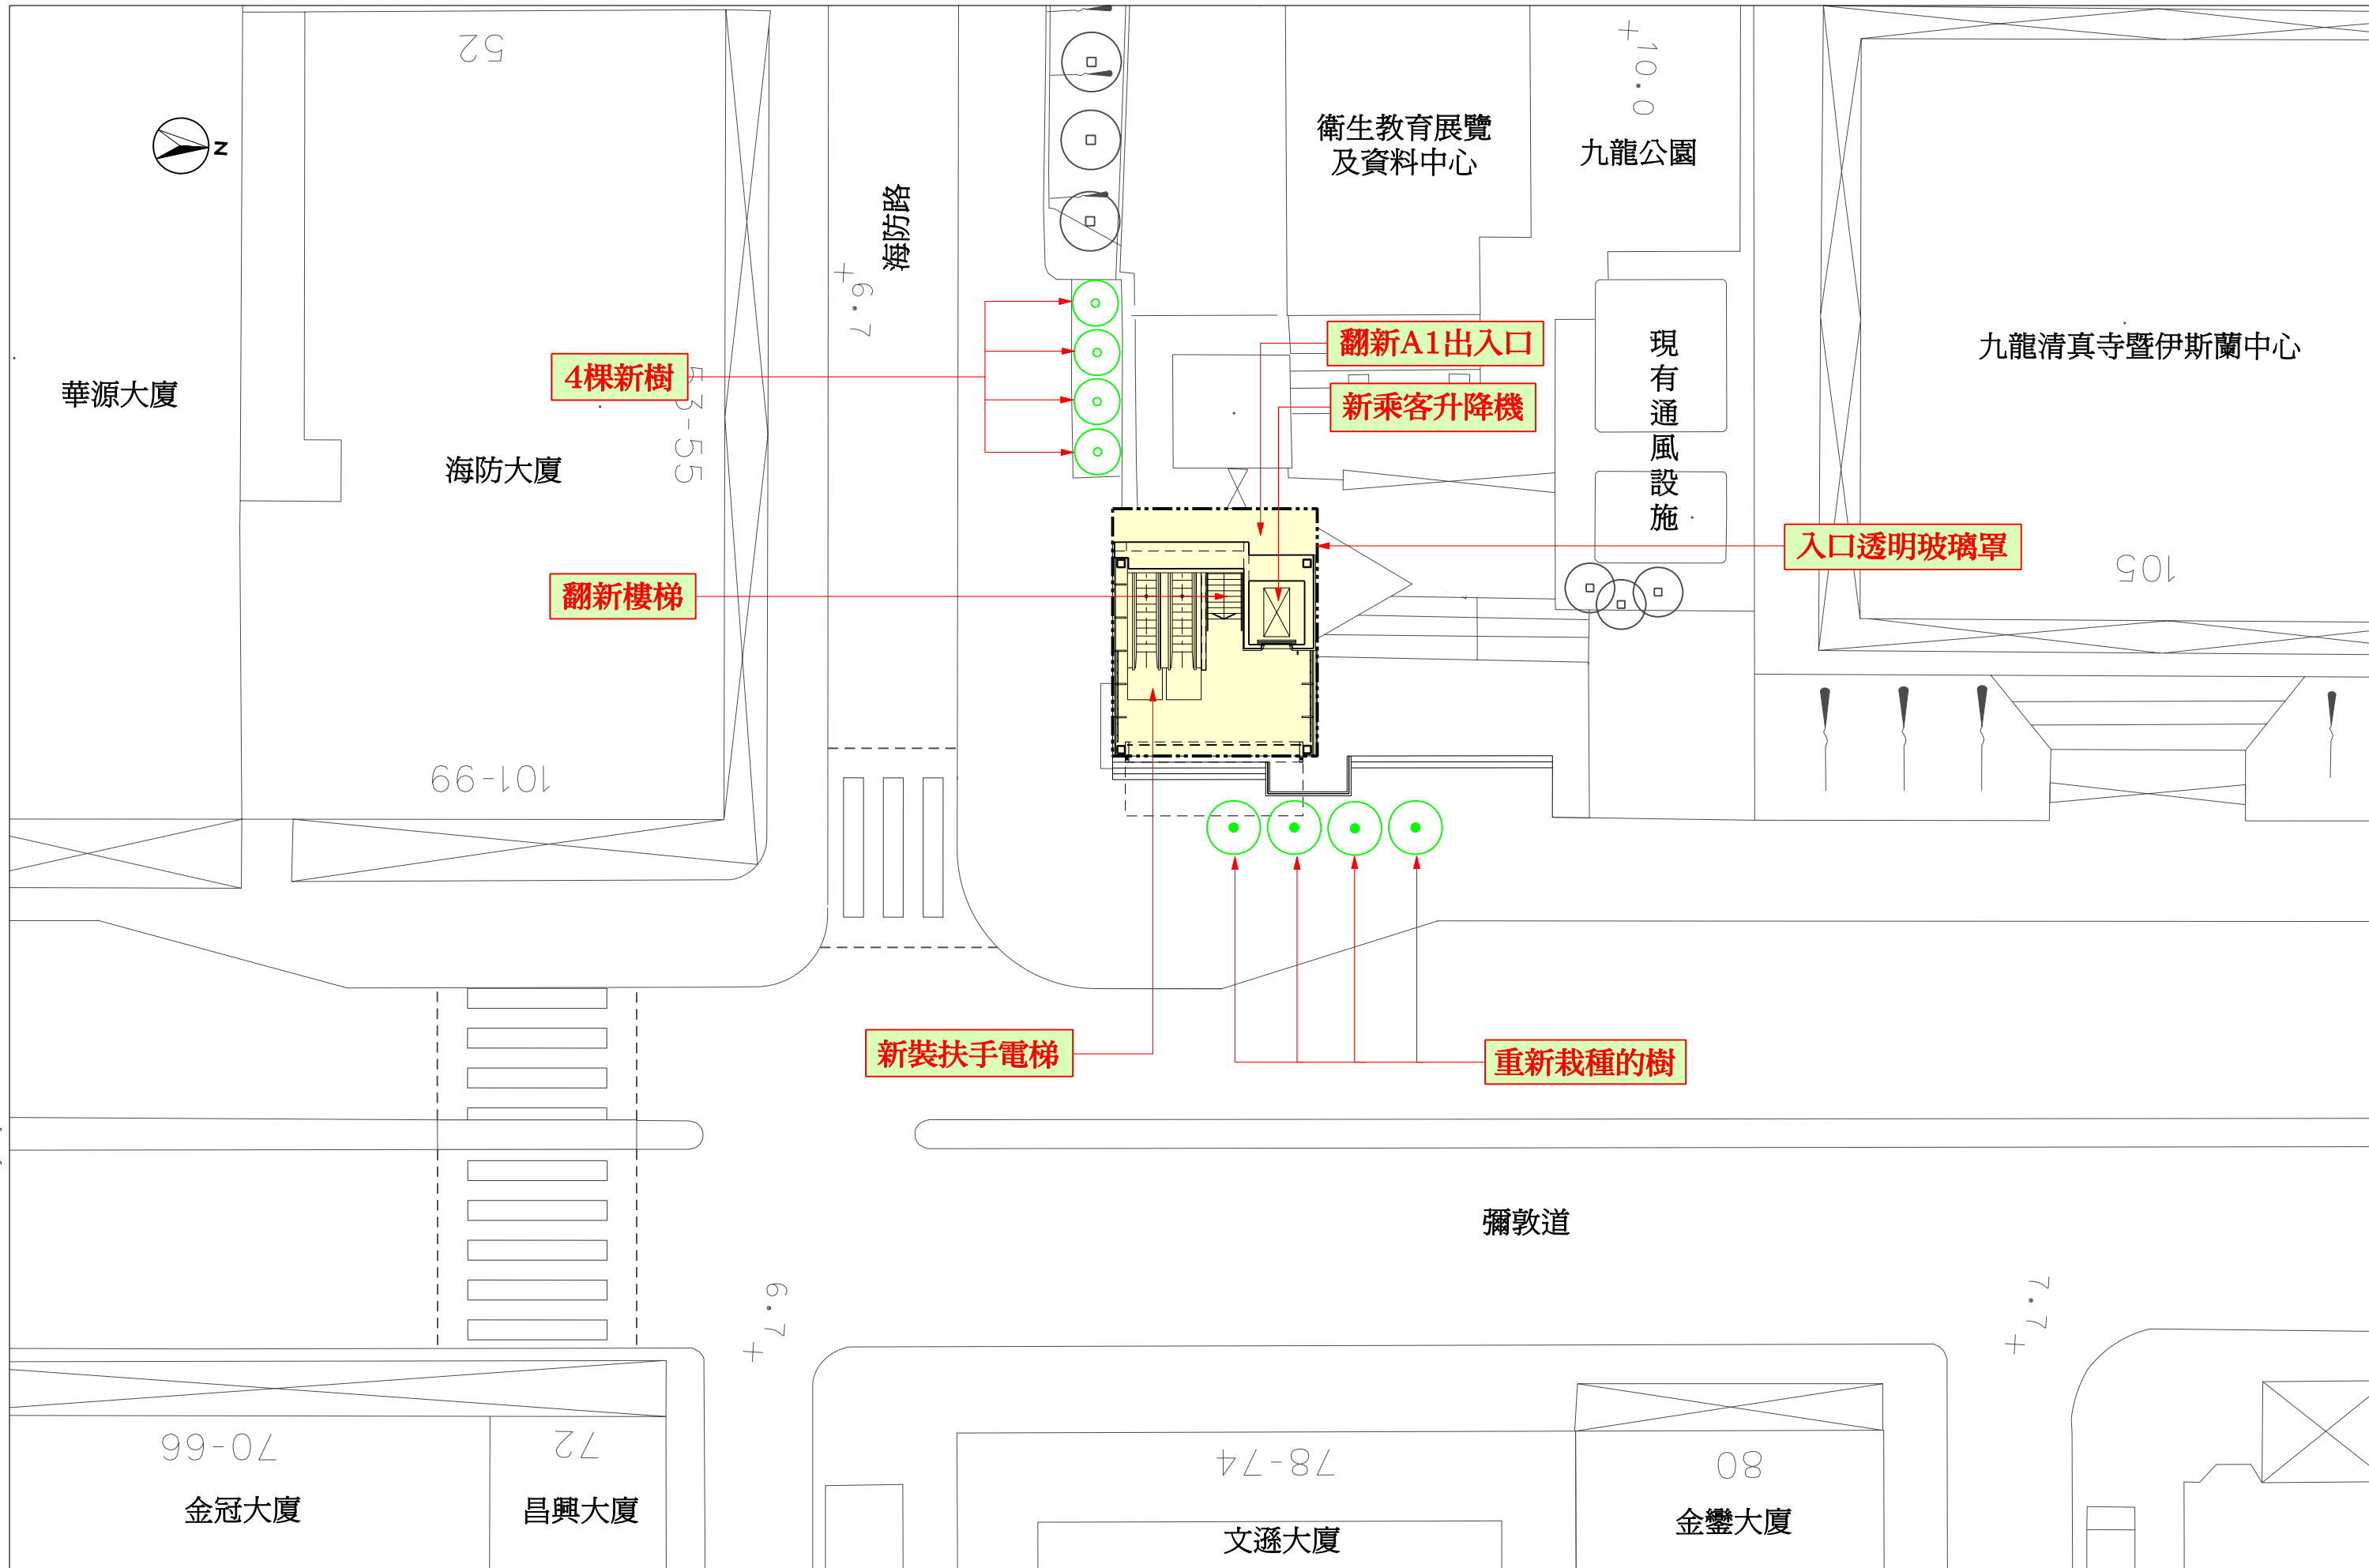 52
+10.0
N
衛生教育展覽
及資料中心
九龍公園
海防路
+6.7
翻新A1出入口
4棵新樹
新乘客升降機
現有通風設施
九龍清真寺暨伊斯蘭中心
華源大廈
海防大廈
53-55
入口透明玻璃罩
105
翻新樓梯
101-99
新裝扶手電梯
重新栽種的樹
彌敦道
6.7+
7.7+
70-66
72
78-74
80
金冠大廈
昌興大廈
文遜大廈
金鑾大廈